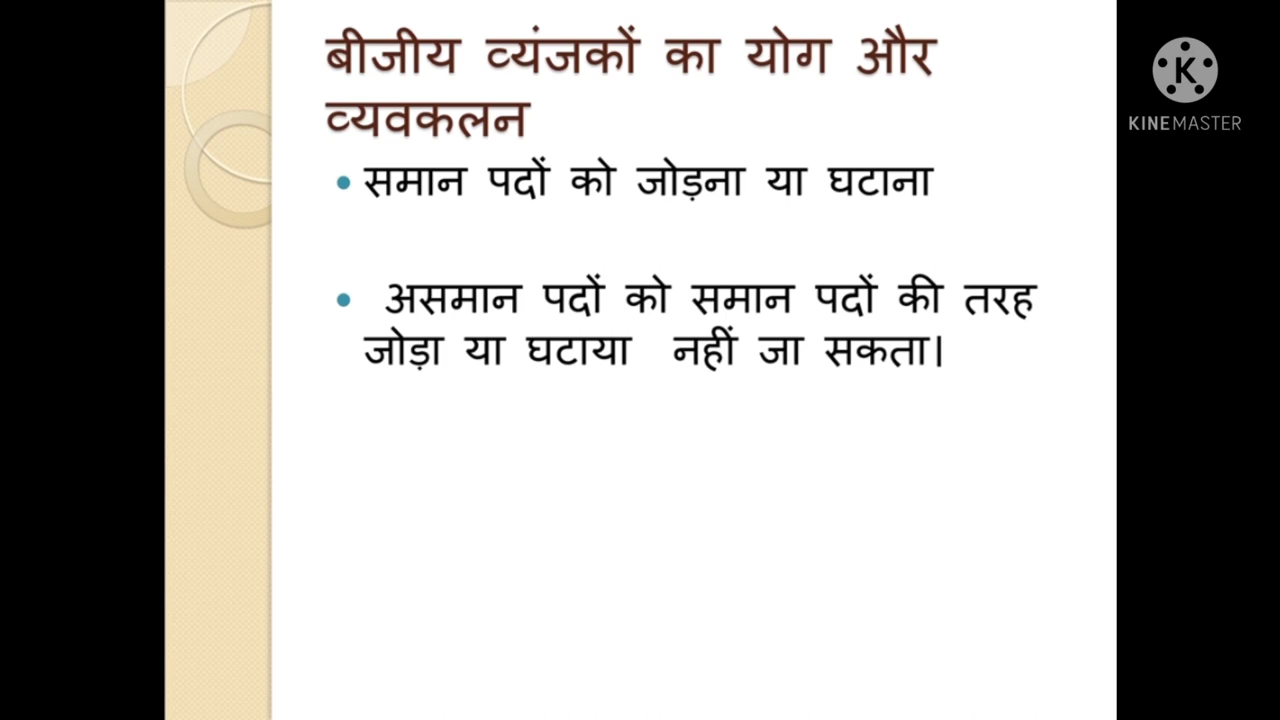 बीजीय व्यंजकों का योग और
व्यवकलन
समान पदों को जोड़ना या घटाना
असमान पदों को समान पदों की तरह
जोड़ा या घटाया नहीं जा सकता।
K
KINEMASTER